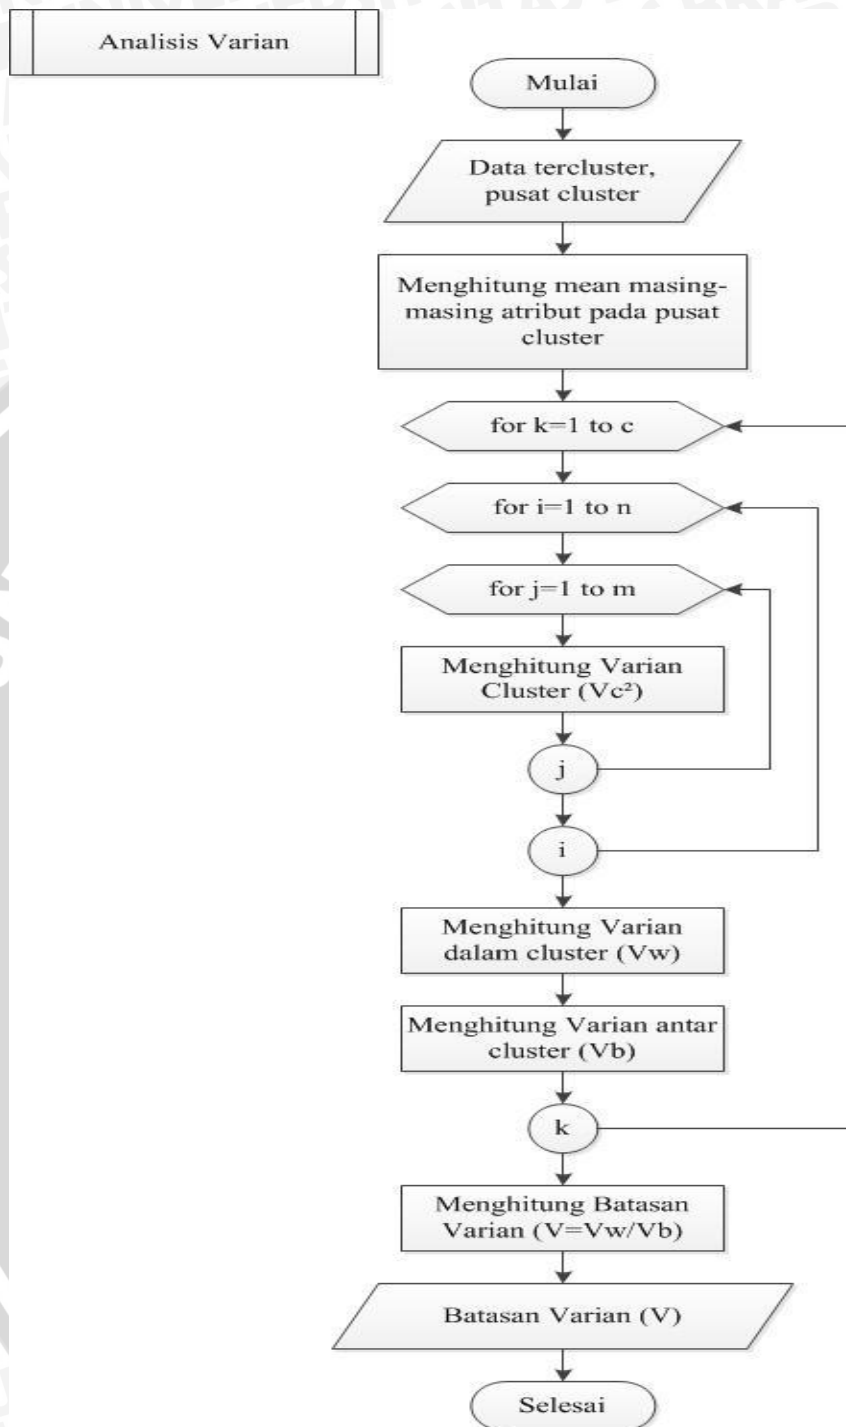 Analisis Varian
Mulai
Data tercluster,
pusat cluster
Menghitung mean masing-
masing atribut pada pusat
cluster
for k=1 to c
for i=1 to n
for j=1 to m
Menghitung Varian
Cluster (Vc²)
j
i
Menghitung Varian
dalam cluster (Vw)
Menghitung Varian antar
cluster (Vb)
k
Menghitung Batasan
Varian (V=Vw/Vb)
Batasan Varian (V)
Selesai